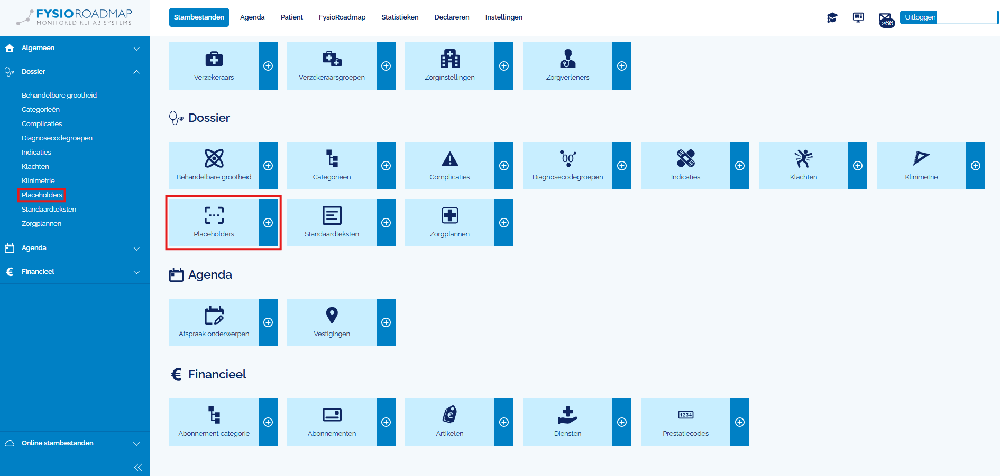 FYSIOROADMAP
MONITORED REHAB SYSTEMS
Stambestanden
Agenda
Patiënt
FysioRoadmap
Statistieken
Declareren
Instellingen
266
Uitloggen
Algemeen
Dossier
Behandelbare grootheid
Categorieën
Complicaties
Diagnosecodegroepen
Indicaties
Klachten
Klinimetrie
Placeholders
Standaardteksten
Zorgplannen
Agenda
Financieel
Online stambestanden
Verzekeraars
Verzekeraarsgroepen
Zorginstellingen
Zorgverleners
Dossier
Behandelbare grootheid
Categorieën
Complicaties
Diagnosecodegroepen
Indicaties
Klachten
Klinimetrie
Placeholders
Standaardteksten
Zorgplannen
Agenda
Afspraak onderwerpen
Vestigingen
Financieel
Abonnement categorie
Abonnementen
Artikelen
Diensten
1234
Prestatiecodes